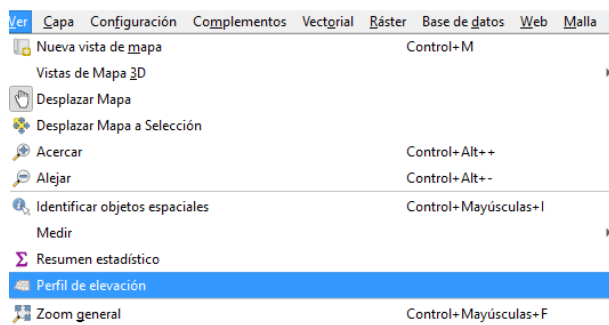 Ver Capa Configuración Complementos Vectorial Ráster Base de datos Web Malla
Nueva vista de mapa Control+M
Vistas de Mapa 3D
Desplazar Mapa
Desplazar Mapa a Selección
Acercar Control+Alt++
Alejar Control+Alt+-
Identificar objetos espaciales Control+Mayúsculas+I
Medir
Σ Resumen estadístico
Perfil de elevación
Zoom general Control+Mayúsculas+F